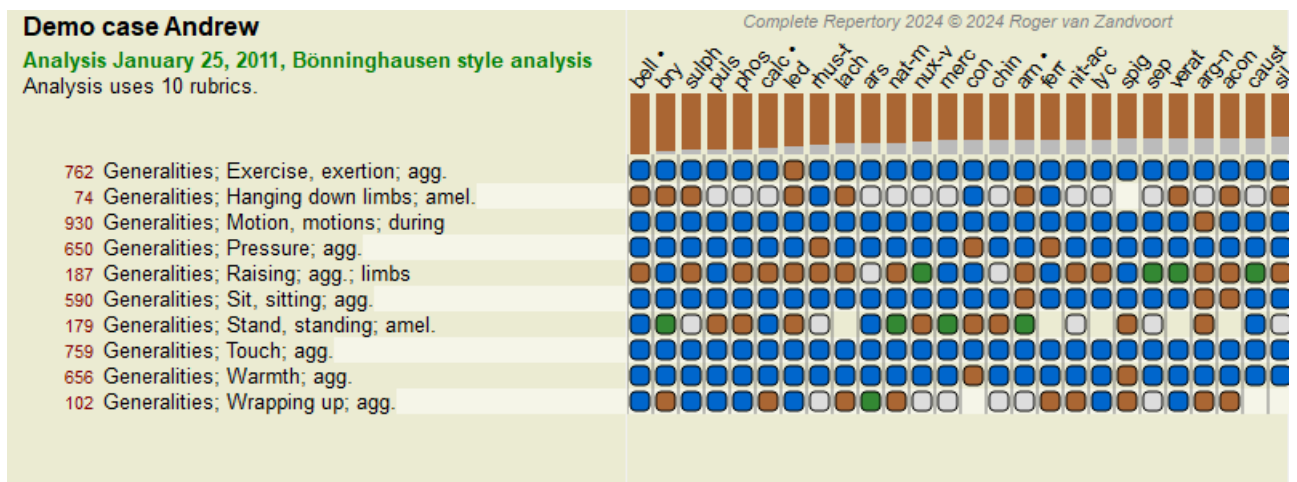 Demo case Andrew
Complete Repertory 2024 © 2024 Roger van Zandvoort
Analysis January 25, 2011, Bönninghausen style analysis
Analysis uses 10 rubrics.
bell • bry sulph puls phos calc • led rhus-t lach ars nat-m nux-v merc con chin arn • ferr nit-ac lyc spig sep verat arg-n acon caust sil
762 Generalities; Exercise, exertion; agg.
74 Generalities; Hanging down limbs; amel.
930 Generalities; Motion, motions; during
650 Generalities; Pressure; agg.
187 Generalities; Raising; agg.; limbs
590 Generalities; Sit, sitting; agg.
179 Generalities; Stand, standing; amel.
759 Generalities; Touch; agg.
656 Generalities; Warmth; agg.
102 Generalities; Wrapping up; agg.